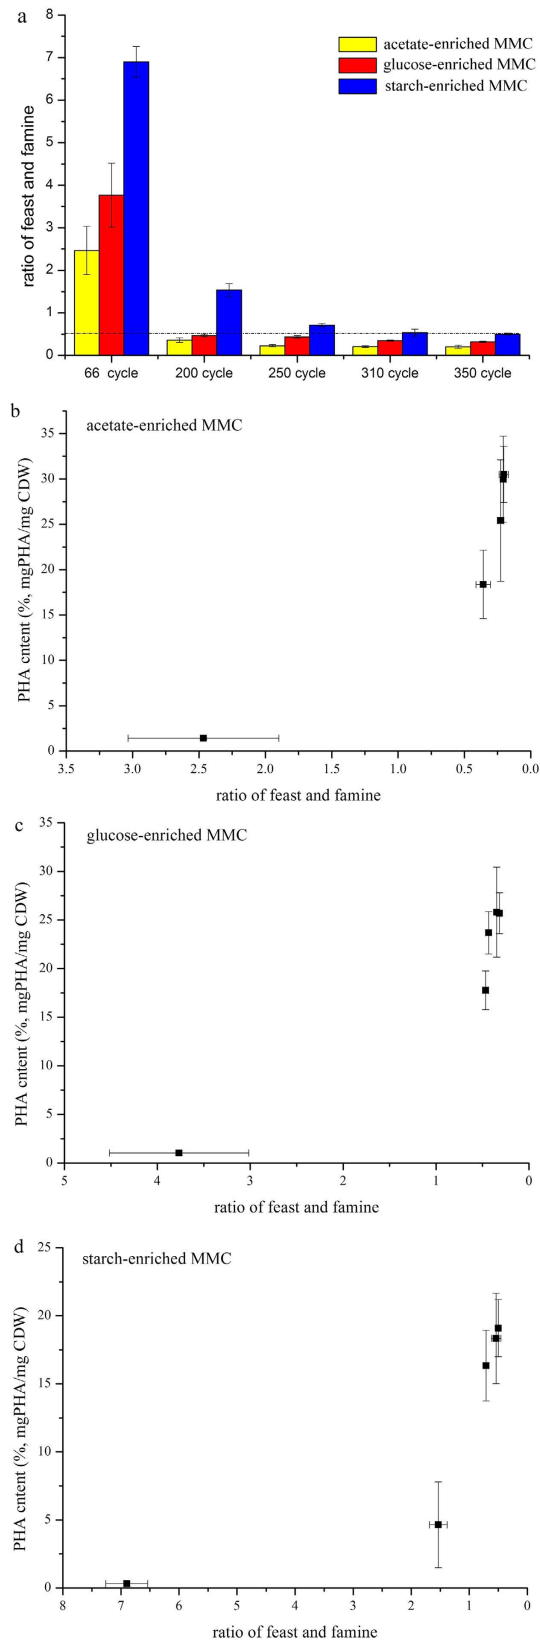 a
acetate-enriched MMC
glucose-enriched MMC
starch-enriched MMC
ratio of feast and famine
8
7
6
5
4
3
2
1
0
66 cycle 200 cycle 250 cycle 310 cycle 350 cycle
b
acetate-enriched MMC
PHA cntent (%, mgPHA/mg CDW)
35
30
25
20
15
10
5
0
3.5 3.0 2.5 2.0 1.5 1.0 0.5 0.0
ratio of feast and famine
c
glucose-enriched MMC
PHA cntent (%, mgPHA/mg CDW)
35
30
25
20
15
10
5
0
5 4 3 2 1 0
ratio of feast and famine
d
starch-enriched MMC
PHA cntent (%, mgPHA/mg CDW)
25
20
15
10
5
0
8 7 6 5 4 3 2 1 0
ratio of feast and famine